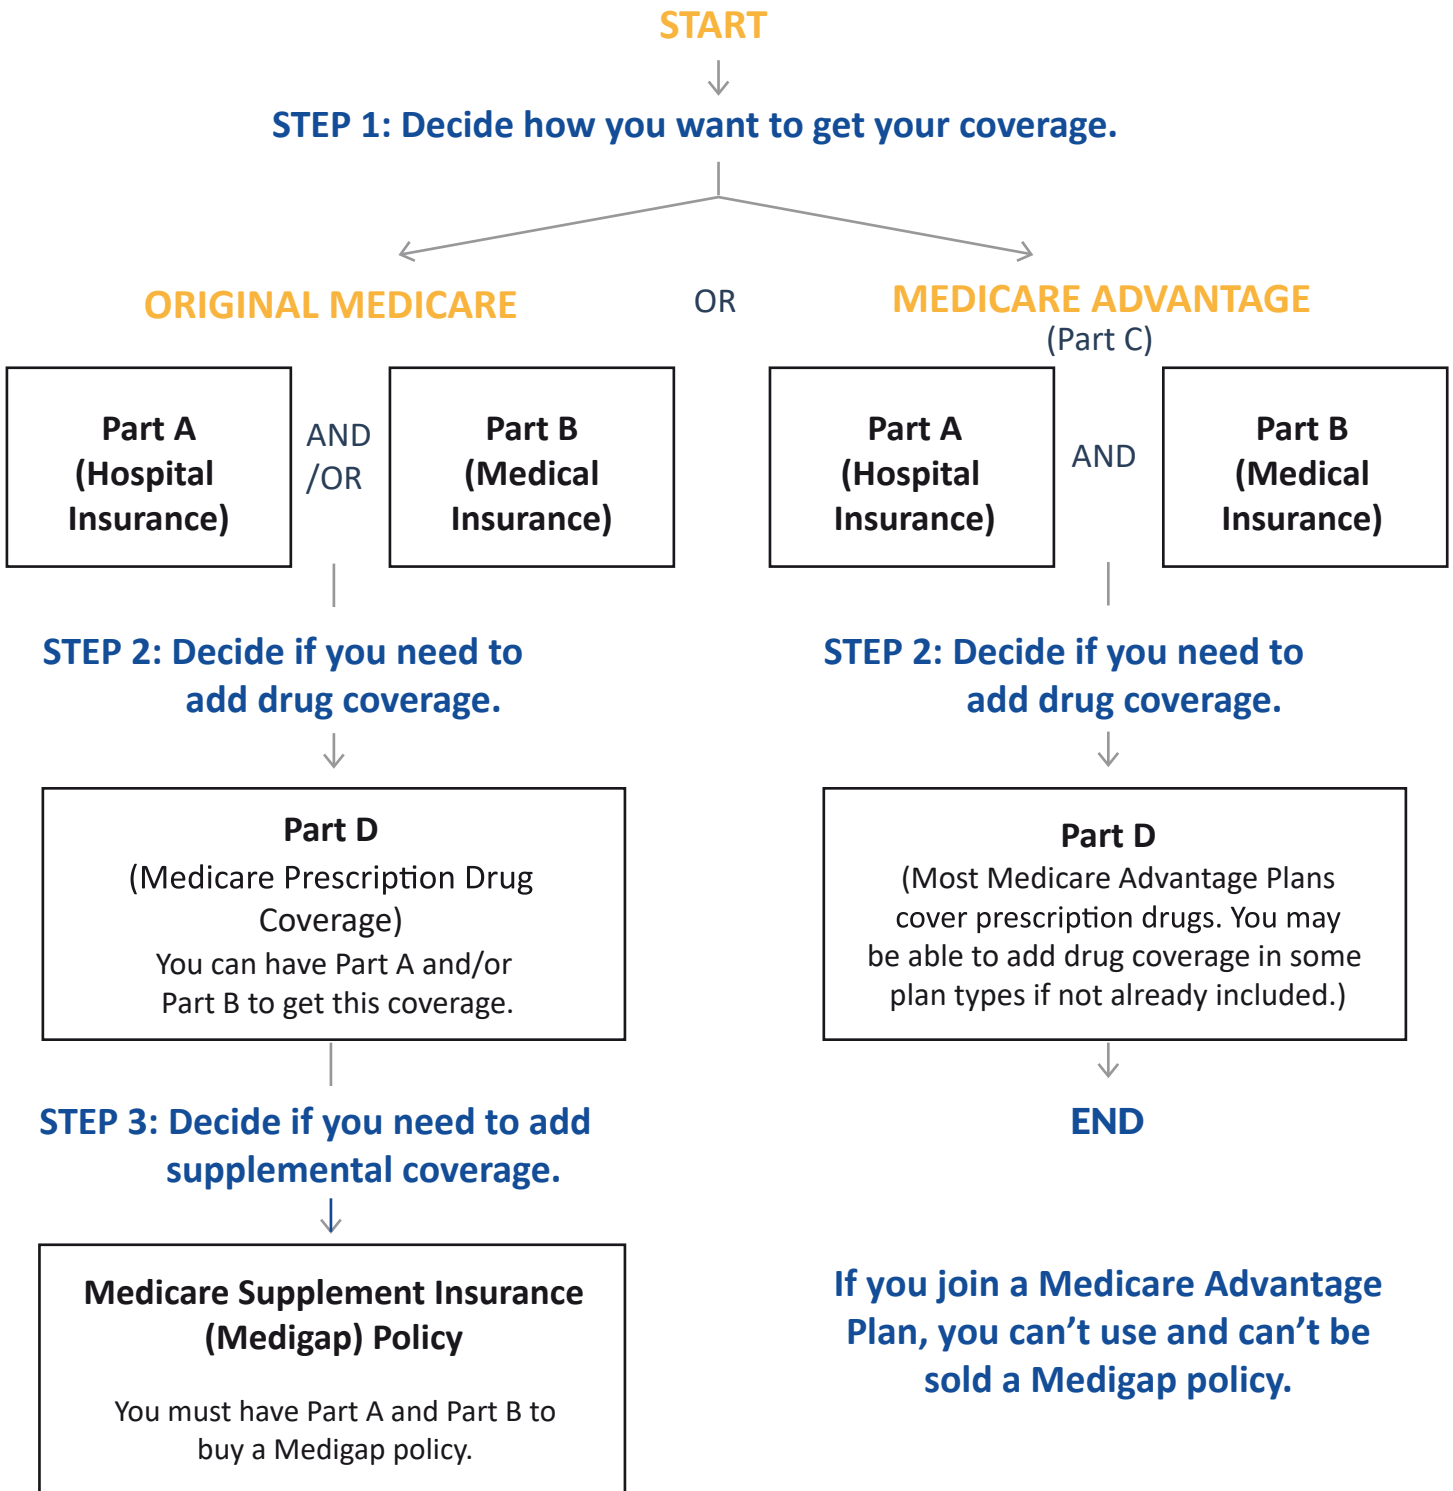 START
STEP 1: Decide how you want to get your coverage.
ORIGINAL MEDICARE
OR
MEDICARE ADVANTAGE
(Part C)
Part A
(Hospital
Insurance)
AND
/OR
Part B
(Medical
Insurance)
Part A
(Hospital
Insurance)
AND
Part B
(Medical
Insurance)
STEP 2: Decide if you need to
add drug coverage.
Part D
(Medicare Prescription Drug
Coverage)
You can have Part A and/or
Part B to get this coverage.
STEP 3: Decide if you need to add
supplemental coverage.
Medicare Supplement Insurance
(Medigap) Policy
You must have Part A and Part B to
buy a Medigap policy.
STEP 2: Decide if you need to
add drug coverage.
Part D
(Most Medicare Advantage Plans
cover prescription drugs. You may
be able to add drug coverage in some
plan types if not already included.)
END
If you join a Medicare Advantage
Plan, you can’t use and can’t be
sold a Medigap policy.